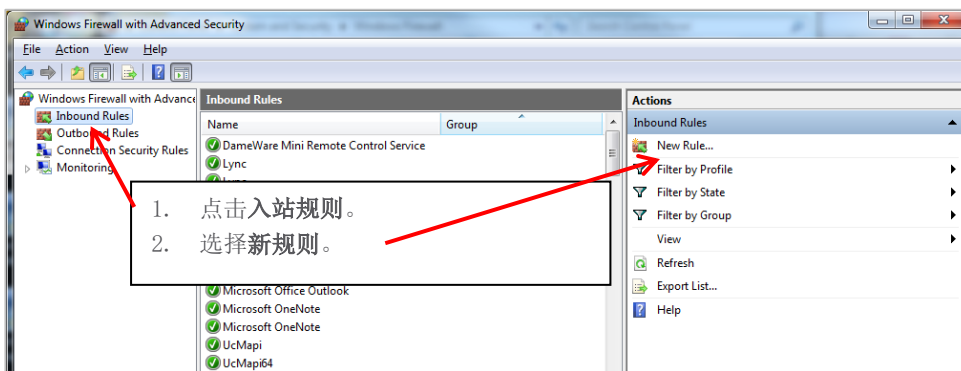 Windows Firewall with Advanced Security
File Action View Help
Windows Firewall with Advance
Inbound Rules
Outbound Rules
Connection Security Rules
Monitoring
Inbound Rules
Name Group
DameWare Mini Remote Control Service
Lync
1. 点击入站规则。
2. 选择新规则。
Microsoft Office Outlook
Microsoft OneNote
Microsoft OneNote
UcMapi
UcMapi64
Actions
Inbound Rules
New Rule...
Filter by Profile
Filter by State
Filter by Group
View
Refresh
Export List...
Help